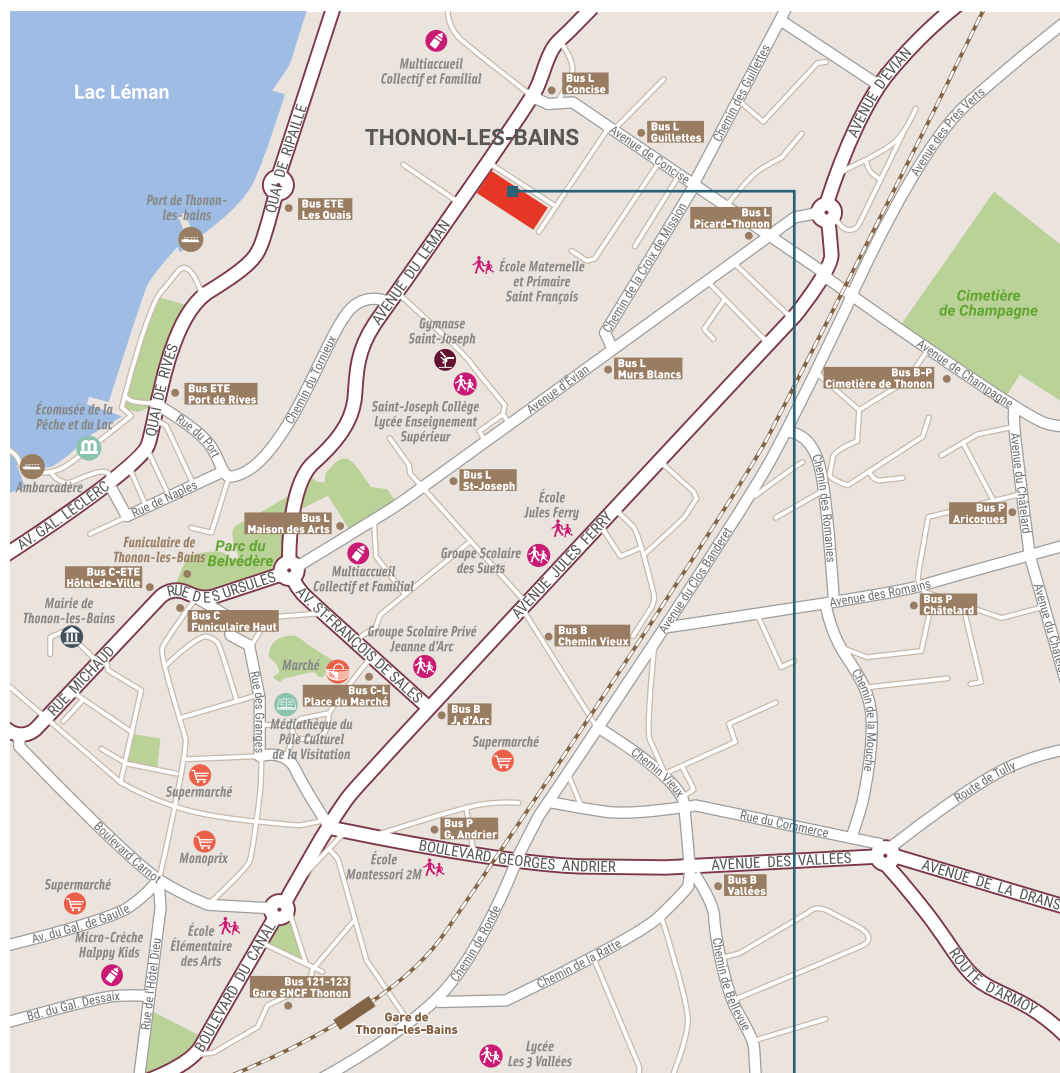 Multiaccueil
Collectif et Familial
Bus L
Concise
Lac Léman
THONON-LES-BAINS
Bus L
Guillettes
Avenue de Concise
Chemin des Guillettes
AVENUE D'ÉVIAN
Avenue des Prés Verts
QUAI DE RIPAILLE
Port de Thonon-
les-bains
Bus ETE
Les Quais
Bus L
Picard-Thonon
AVENUE DU LÉMAN
École Maternelle
et Primaire
Saint François
Chemin de la Croix de Mission
Cimetière
de Champagne
Gymnase
Saint-Joseph
Chemin du Tornieux
QUAI DE RIVES
Bus ETE
Port de Rives
Bus L
Murs Blancs
Bus B-P
Cimetière de Thonon
Avenue de Champagne
Avenue d'Évian
Saint-Joseph Collège
Lycée Enseignement
Supérieur
Écomusée de la
Pêche et du Lac
Rue du Port
Ambarcadère
AV. GAL. LECLERC
Rue de Naples
Bus L
St-Joseph
Chemin des Romanies
Avenue du Châtelard
École
Jules Ferry
Bus P
Aricoques
Bus L
Maison des Arts
Funiculaire de
Thonon-les-Bains
Parc du
Belvédère
Multiaccueil
Collectif et Familial
Groupe Scolaire
des Suets
AVENUE JULES FERRY
Avenue du Clos Banderet
Bus C-ETE
Hôtel-de-Ville
RUE DES URSULES
Avenue des Romains
Bus P
Châtelard
Mairie de
Thonon-les-Bains
Bus C
Funiculaire Haut
AV. ST-FRANÇOIS DE SALES
Groupe Scolaire Privé
Jeanne d'Arc
Bus B
Chemin Vieux
Avenue du Châtelard
RUE MICHAUD
Marché
Rue des Granges
Bus C-L
Place du Marché
Bus B
J, d'Arc
Médiathèque du
Pôle Culturel
de la Visitation
Supermarché
Chemin de la Mouche
Chemin Vieux
Route de Tully
Supermarché
Boulevard Carnot
Monoprix
Bus P
G, Andrier
Rue du Commerce
BOULEVARD GEORGES ANDRIER
AVENUE DES VALLÉES
AVENUE DE LA DRANS
École
Montessori 2M
Bus B
Vallées
Supermarché
Av. du Gal. de Gaulle
Micro-Crèche
Halppy Kids
École
Élémentaire
des Arts
Chemin de Ronde
Chemin de la Ratte
Chemin de Bellevue
ROUTE D'ARMOY
Rue de l'Hôtel Dieu
BOULEVARD DU CANAL
Bus 121-123
Gare SNCF Thonon
Bd. du Gal. Dessaix
Gare de
Thonon-les-Bains
Lycée
Les 3 Vallées